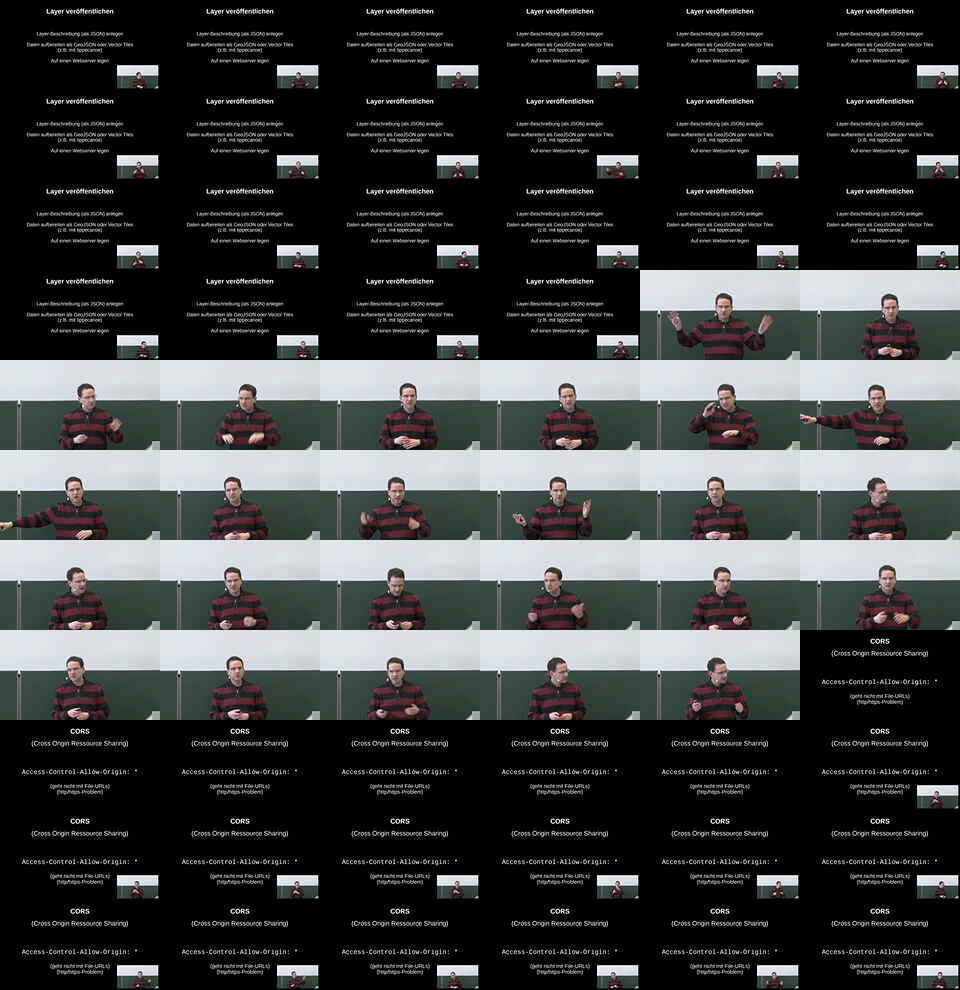 Layer veröffentlichen
Layer-Beschreibung (als JSON) anlegen
Daten aufbereiten als GeoJSON oder Vector Tiles
(z.B. mit tippecanoe)
Auf einen Webserver legen
CORS
(Cross Origin Ressource Sharing)
Access-Control-Allow-Origin: *
(geht nicht mit File-URLs)
(http/https-Problem)